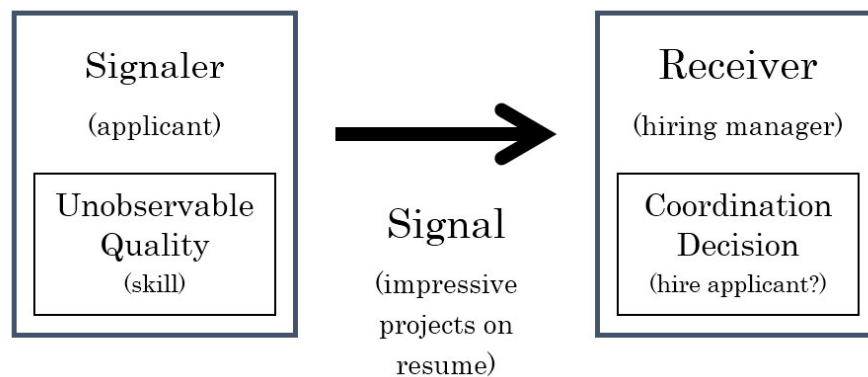 Signaler
(applicant)
Unobservable
Quality
(skill)
Signal
(impressive
projects on
resume)
Receiver
(hiring manager)
Coordination
Decision
(hire applicant?)